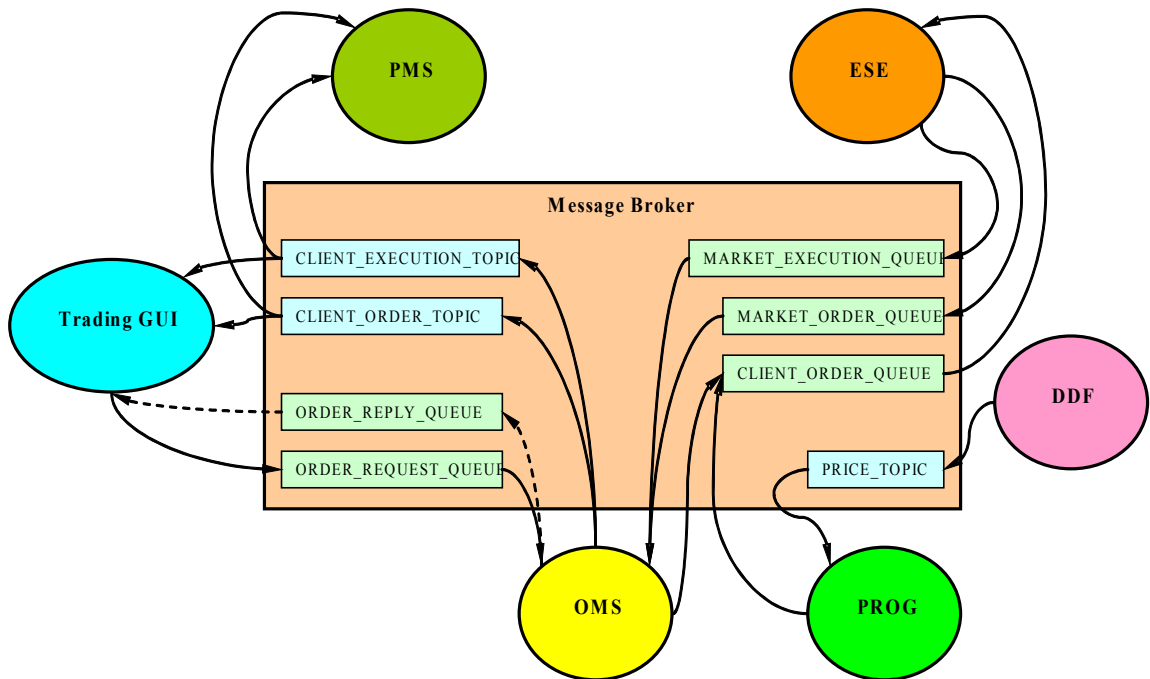 PMS
ESE
Message Broker
CLIENT_EXECUTION_TOPIC
MARKET_EXECUTION_QUEUE
Trading GUI
CLIENT_ORDER_TOPIC
MARKET_ORDER_QUEUE
CLIENT_ORDER_QUEUE
DDF
ORDER_REPLY_QUEUE
ORDER_REQUEST_QUEUE
PRICE_TOPIC
OMS
PROG